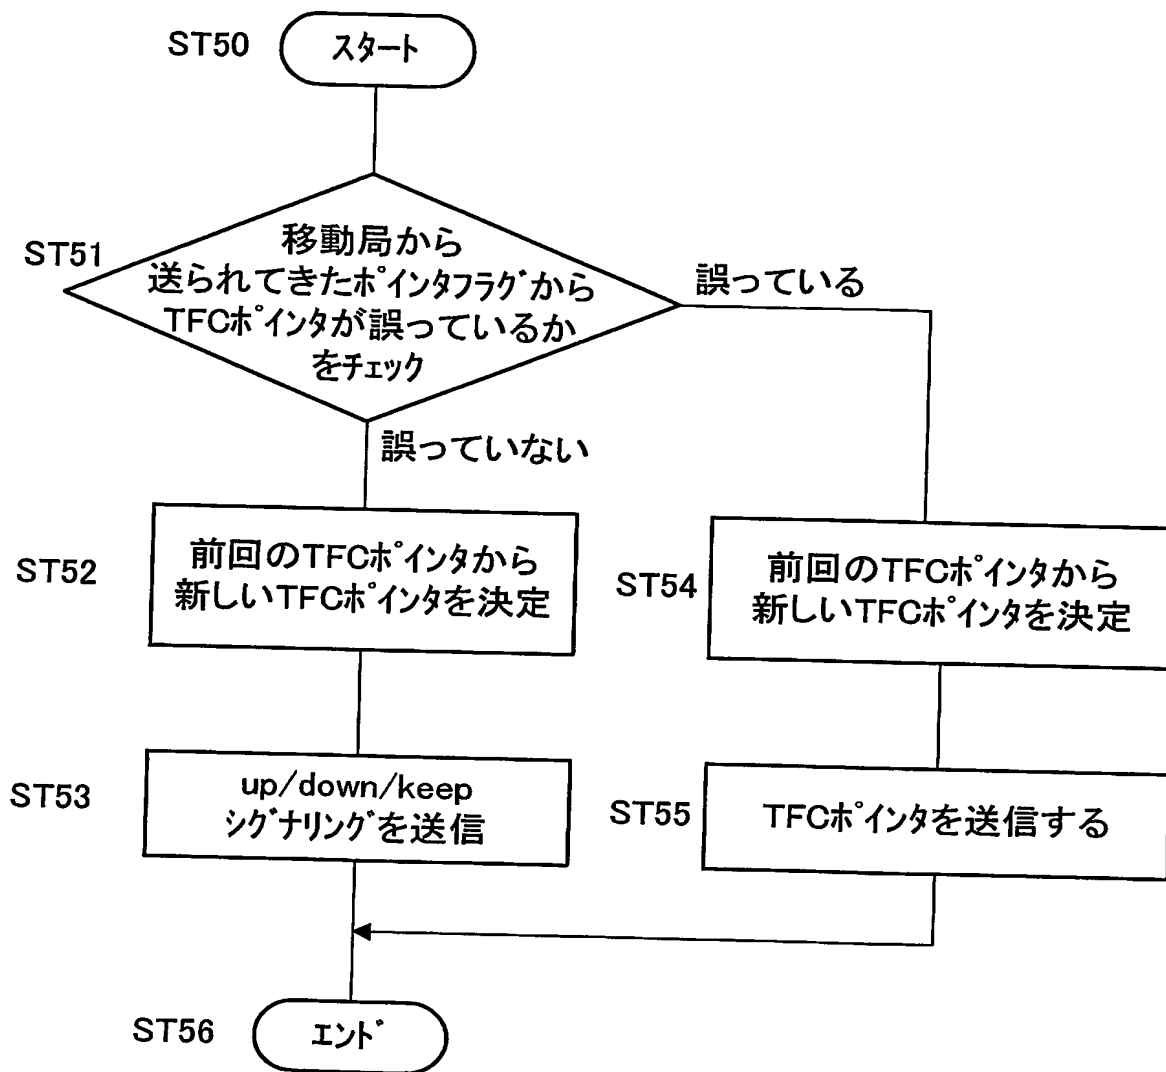 ST50
スタート
ST51
移動局から
送られてきたﾎﾟｲﾝﾀﾌﾗｸﾞから
TFCﾎﾟｲﾝﾀが誤っているか
をﾁｪｯｸ
誤っている
誤っていない
ST52
前回のTFCﾎﾟｲﾝﾀから
新しいTFCﾎﾟｲﾝﾀを決定
ST54
前回のTFCﾎﾟｲﾝﾀから
新しいTFCﾎﾟｲﾝﾀを決定
ST53
up/down/keep
ｼｸﾞﾅﾘﾝｸﾞを送信
ST55
TFCﾎﾟｲﾝﾀを送信する
ST56
ｴﾝﾄﾞ